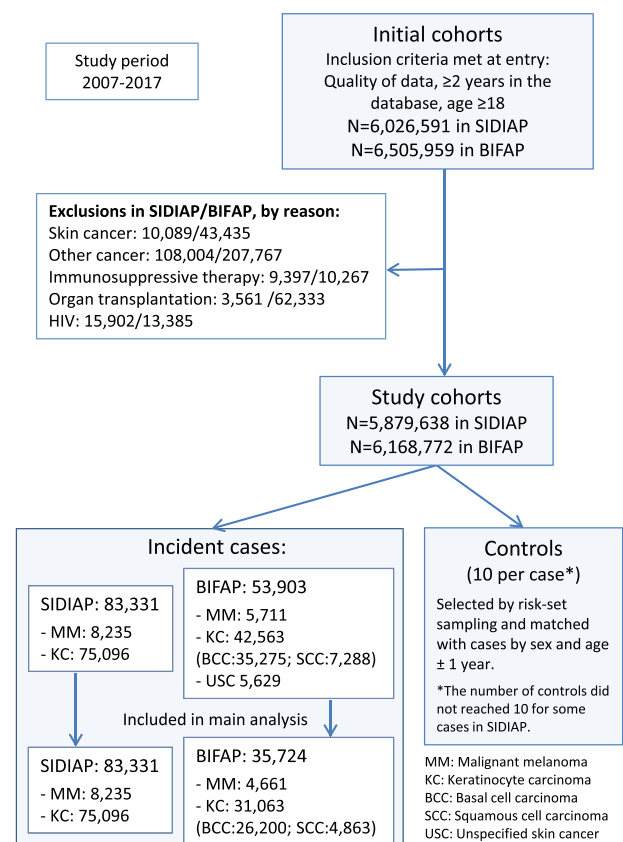 Study period
2007-2017
Initial cohorts
Inclusion criteria met at entry:
Quality of data, ≥2 years in the
database, age ≥18
N=6,026,591 in SIDIAP
N=6,505,959 in BIFAP
Exclusions in SIDIAP/BIFAP, by reason:
Skin cancer: 10,089/43,435
Other cancer: 108,004/207,767
Immunosuppressive therapy: 9,397/10,267
Organ transplantation: 3,561 /62,333
HIV: 15,902/13,385
Study cohorts
N=5,879,638 in SIDIAP
N=6,168,772 in BIFAP
Incident cases:
SIDIAP: 83,331
- MM: 8,235
- KC: 75,096
BIFAP: 53,903
- MM: 5,711
- KC: 42,563
(BCC:35,275; SCC:7,288)
- USC 5,629
Included in main analysis
SIDIAP: 83,331
- MM: 8,235
- KC: 75,096
BIFAP: 35,724
- MM: 4,661
- KC: 31,063
(BCC:26,200; SCC:4,863)
Controls
(10 per case*)
Selected by risk-set
sampling and matched
with cases by sex and age
± 1 year.
*The number of controls did
not reached 10 for some
cases in SIDIAP.
MM: Malignant melanoma
KC: Keratinocyte carcinoma
BCC: Basal cell carcinoma
SCC: Squamous cell carcinoma
USC: Unspecified skin cancer